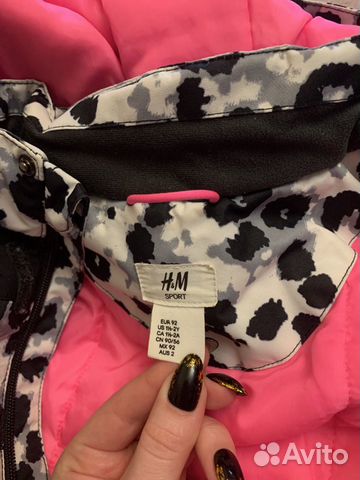 H&M
SPORT
EUR 92
US 1½-2Y
CA 1½-2A
CN 90/56
MX 92
AUS 2
Avito